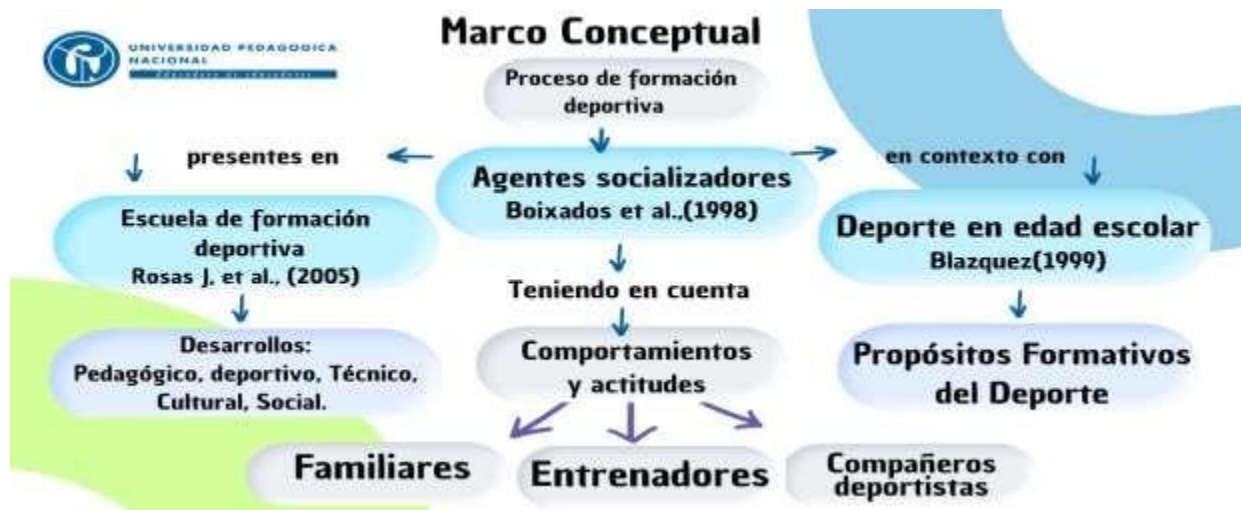 Marco Conceptual
UNIVERSIDAD PEDAGOGICA
NACIONAL
Proceso de formación
deportiva
presentes en
Agentes socializadores
Boixados et al.,(1998)
en contexto con
Escuela de formación
deportiva
Rosas J, et al., (2005)
Deporte en edad escolar
Blazquez(1999)
Teniendo en cuenta
Desarrollos:
Pedagógico, deportivo, Técnico,
Cultural, Social.
Comportamientos
y actitudes
Propósitos Formativos
del Deporte
Familiares
Entrenadores
Compañeros
deportistas